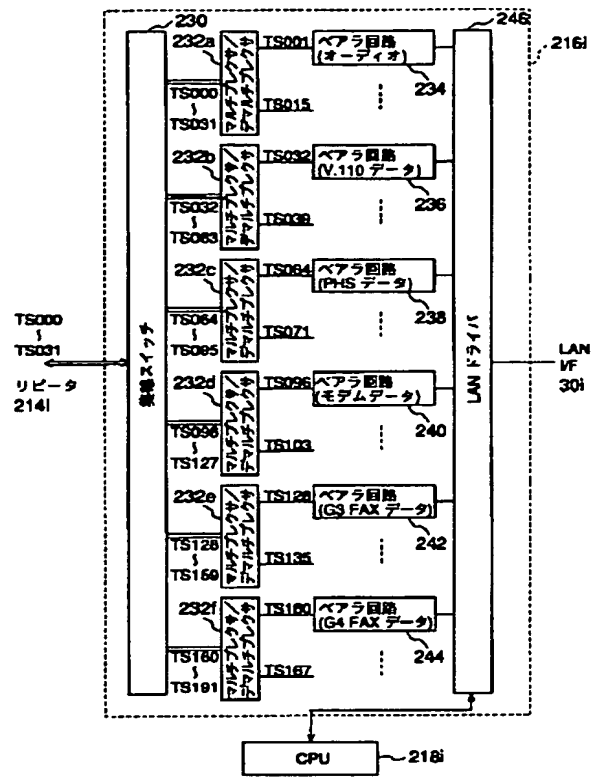 230
246i
216i
232a
TS000
~
TS031
マルチプレクサ/
デマルチプレクサ
TS001
TS015
ベアラ回路
(オーディオ)
234
232b
TS032
~
TS063
マルチプレクサ/
デマルチプレクサ
TS032
TS039
ベアラ回路
(V.110 データ)
236
232c
TS064
~
TS095
マルチプレクサ/
デマルチプレクサ
TS064
TS071
ベアラ回路
(PHS データ)
238
TS000
~
TS031
リピータ
214i
スイッチ
LAN ドライバ
LAN
I/F
30i
232d
TS096
~
TS127
マルチプレクサ/
デマルチプレクサ
TS096
TS103
ベアラ回路
(モデムデータ)
240
232e
TS128
~
TS159
マルチプレクサ/
デマルチプレクサ
TS128
TS135
ベアラ回路
(G3 FAX データ)
242
232f
TS160
~
TS191
マルチプレクサ/
デマルチプレクサ
TS160
TS167
ベアラ回路
(G4 FAX データ)
244
CPU
218i